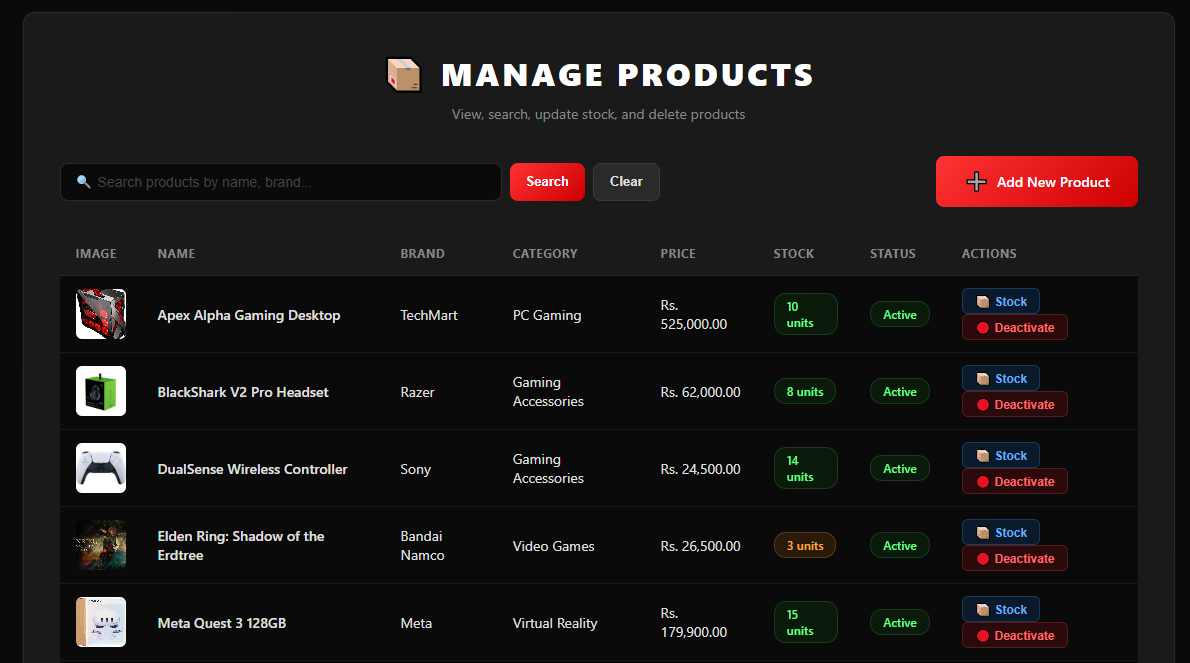 MANAGE PRODUCTS
View, search, update stock, and delete products
Search products by name, brand...
Search
Clear
Add New Product
IMAGE NAME BRAND CATEGORY PRICE STOCK STATUS ACTIONS
Apex Alpha Gaming Desktop TechMart PC Gaming Rs. 525,000.00 10 units Active Stock
Deactivate
BlackShark V2 Pro Headset Razer Gaming Accessories Rs. 62,000.00 8 units Active Stock
Deactivate
DualSense Wireless Controller Sony Gaming Accessories Rs. 24,500.00 14 units Active Stock
Deactivate
Elden Ring: Shadow of the Erdtree Bandai Namco Video Games Rs. 26,500.00 3 units Active Stock
Deactivate
Meta Quest 3 128GB Meta Virtual Reality Rs. 179,900.00 15 units Active Stock
Deactivate